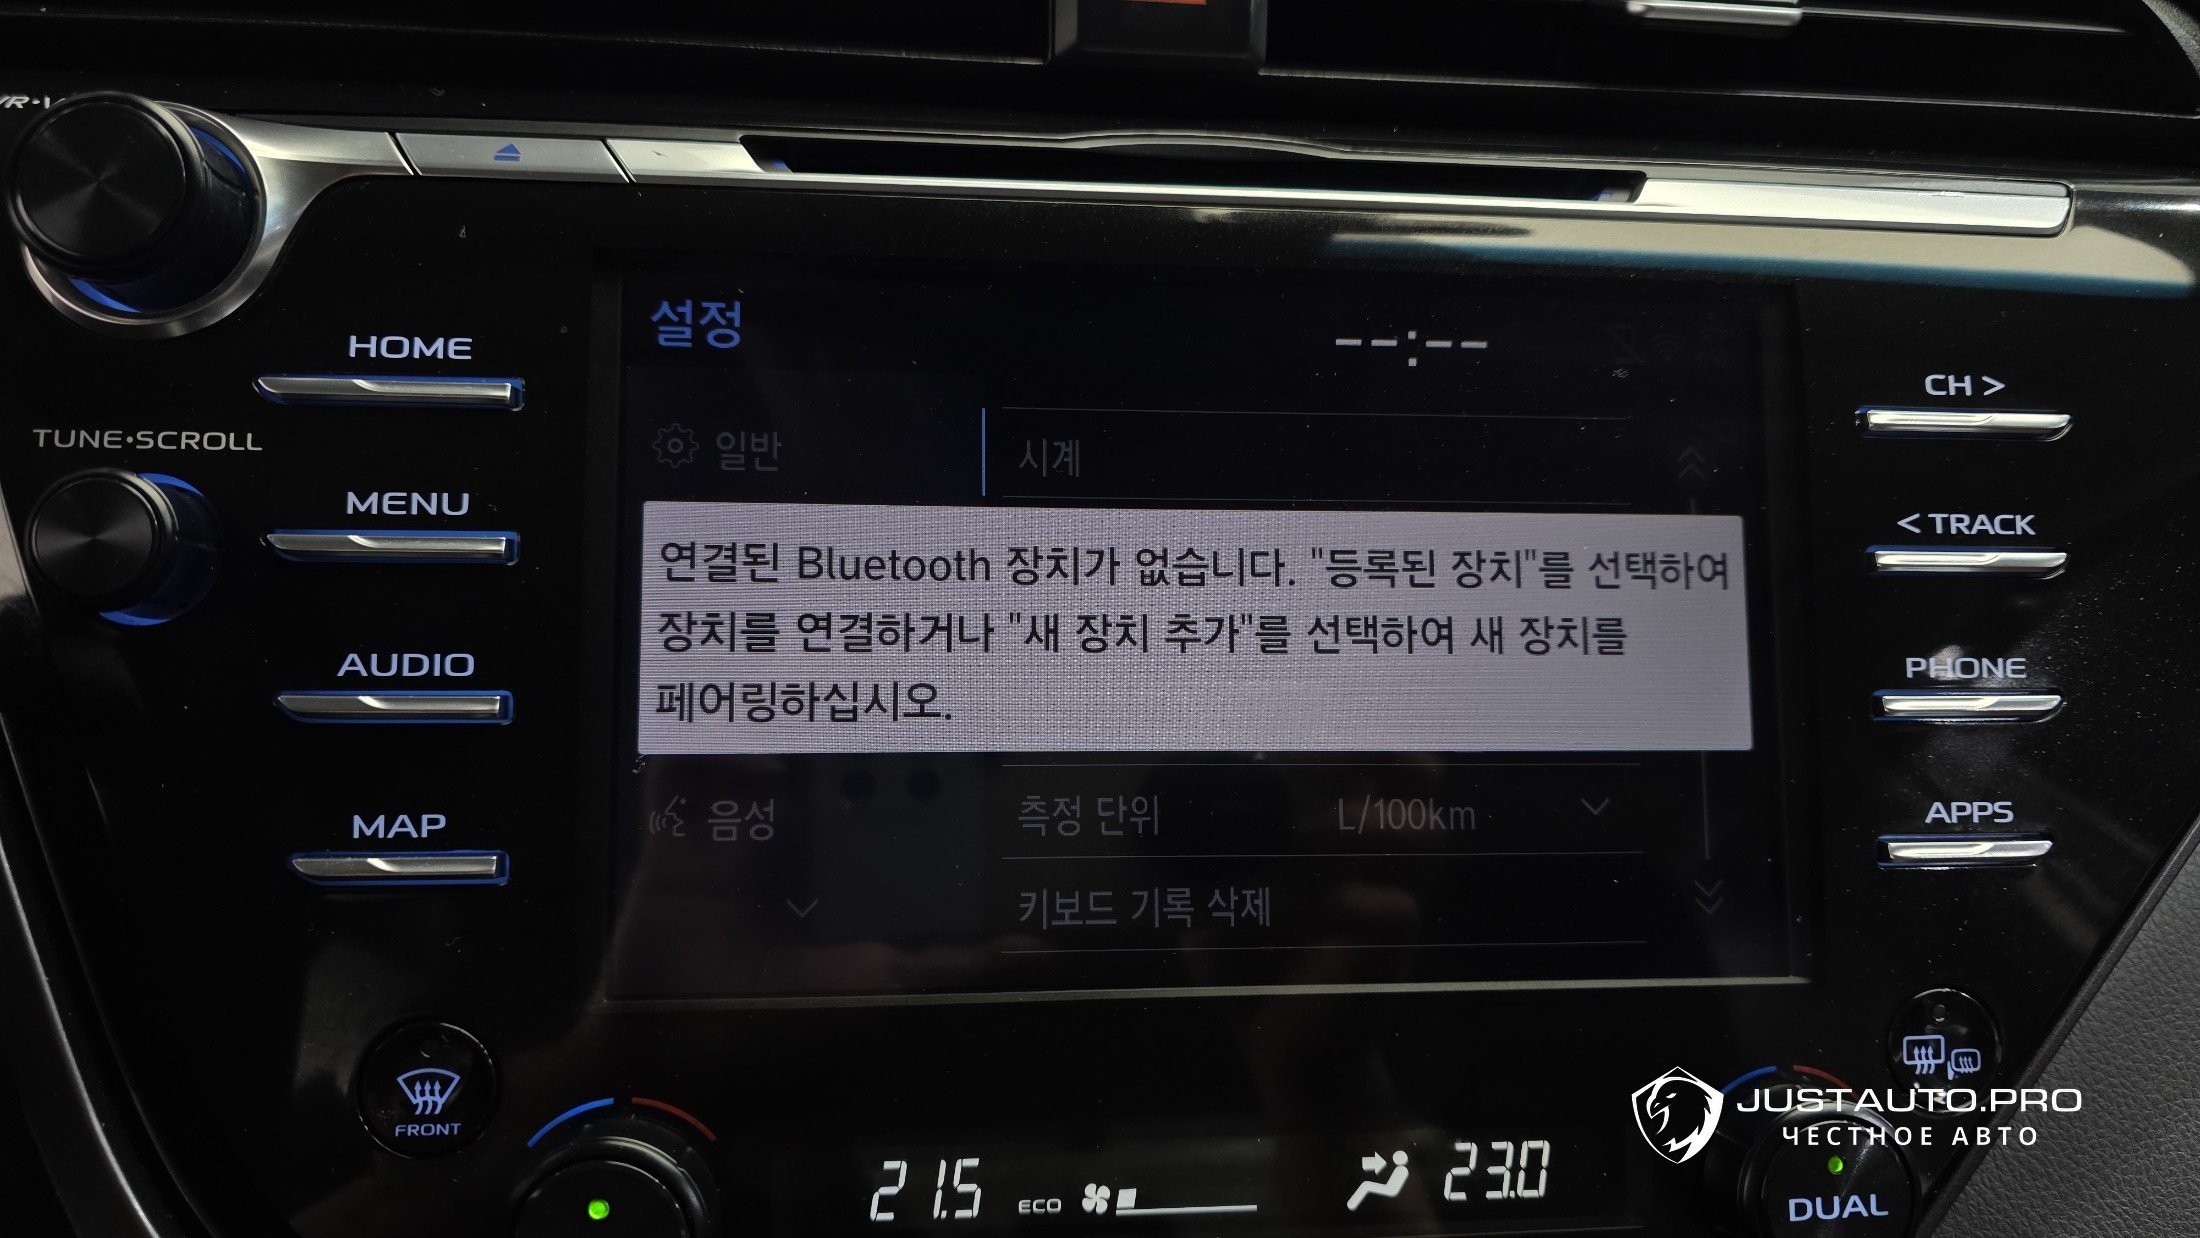 HOME
TUNE•SCROLL
MENU
AUDIO
MAP
설정
--:--
일반
시계
연결된 Bluetooth 장치가 없습니다. "등록된 장치"를 선택하여
장치를 연결하거나 "새 장치 추가"를 선택하여 새 장치를
페어링하십시오.
음성
측정 단위 L/100km
키보드 기록 삭제
CH >
< TRACK
PHONE
APPS
FRONT
21.5 ECO 23.0
DUAL
JUSTAUTO.PRO
ЧЕСТНОЕ АВТО